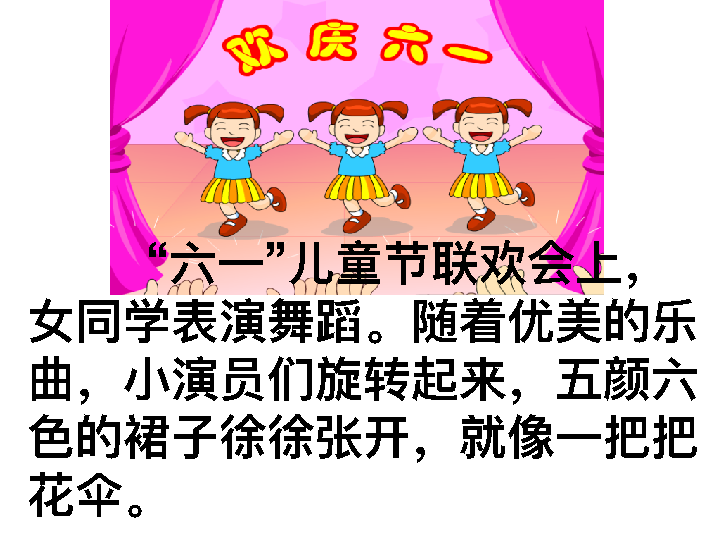 欢庆六一
“六一”儿童节联欢会上，
女同学表演舞蹈。随着优美的乐
曲，小演员们旋转起来，五颜六
色的裙子徐徐张开，就像一把把
花伞。